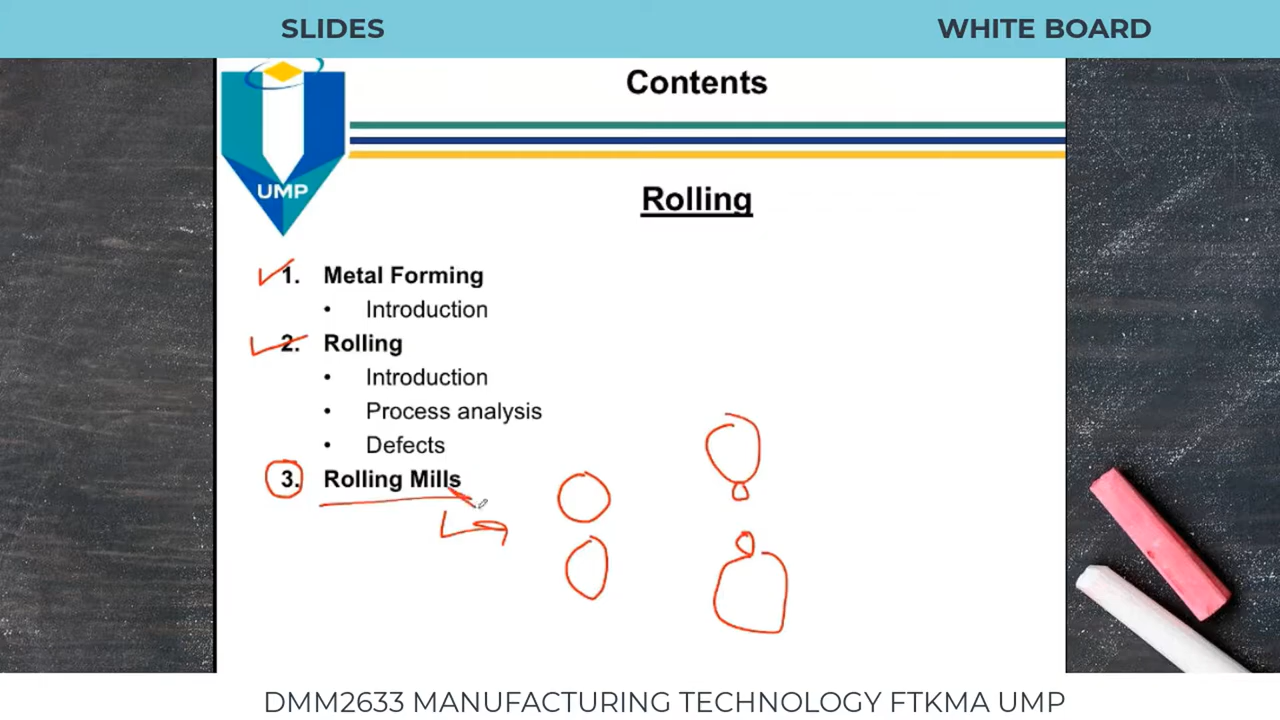 SLIDES
WHITE BOARD
Contents
UMP
Rolling
1. Metal Forming
• Introduction
2. Rolling
• Introduction
• Process analysis
• Defects
3. Rolling Mills
DMM2633 MANUFACTURING TECHNOLOGY FTKMA UMP